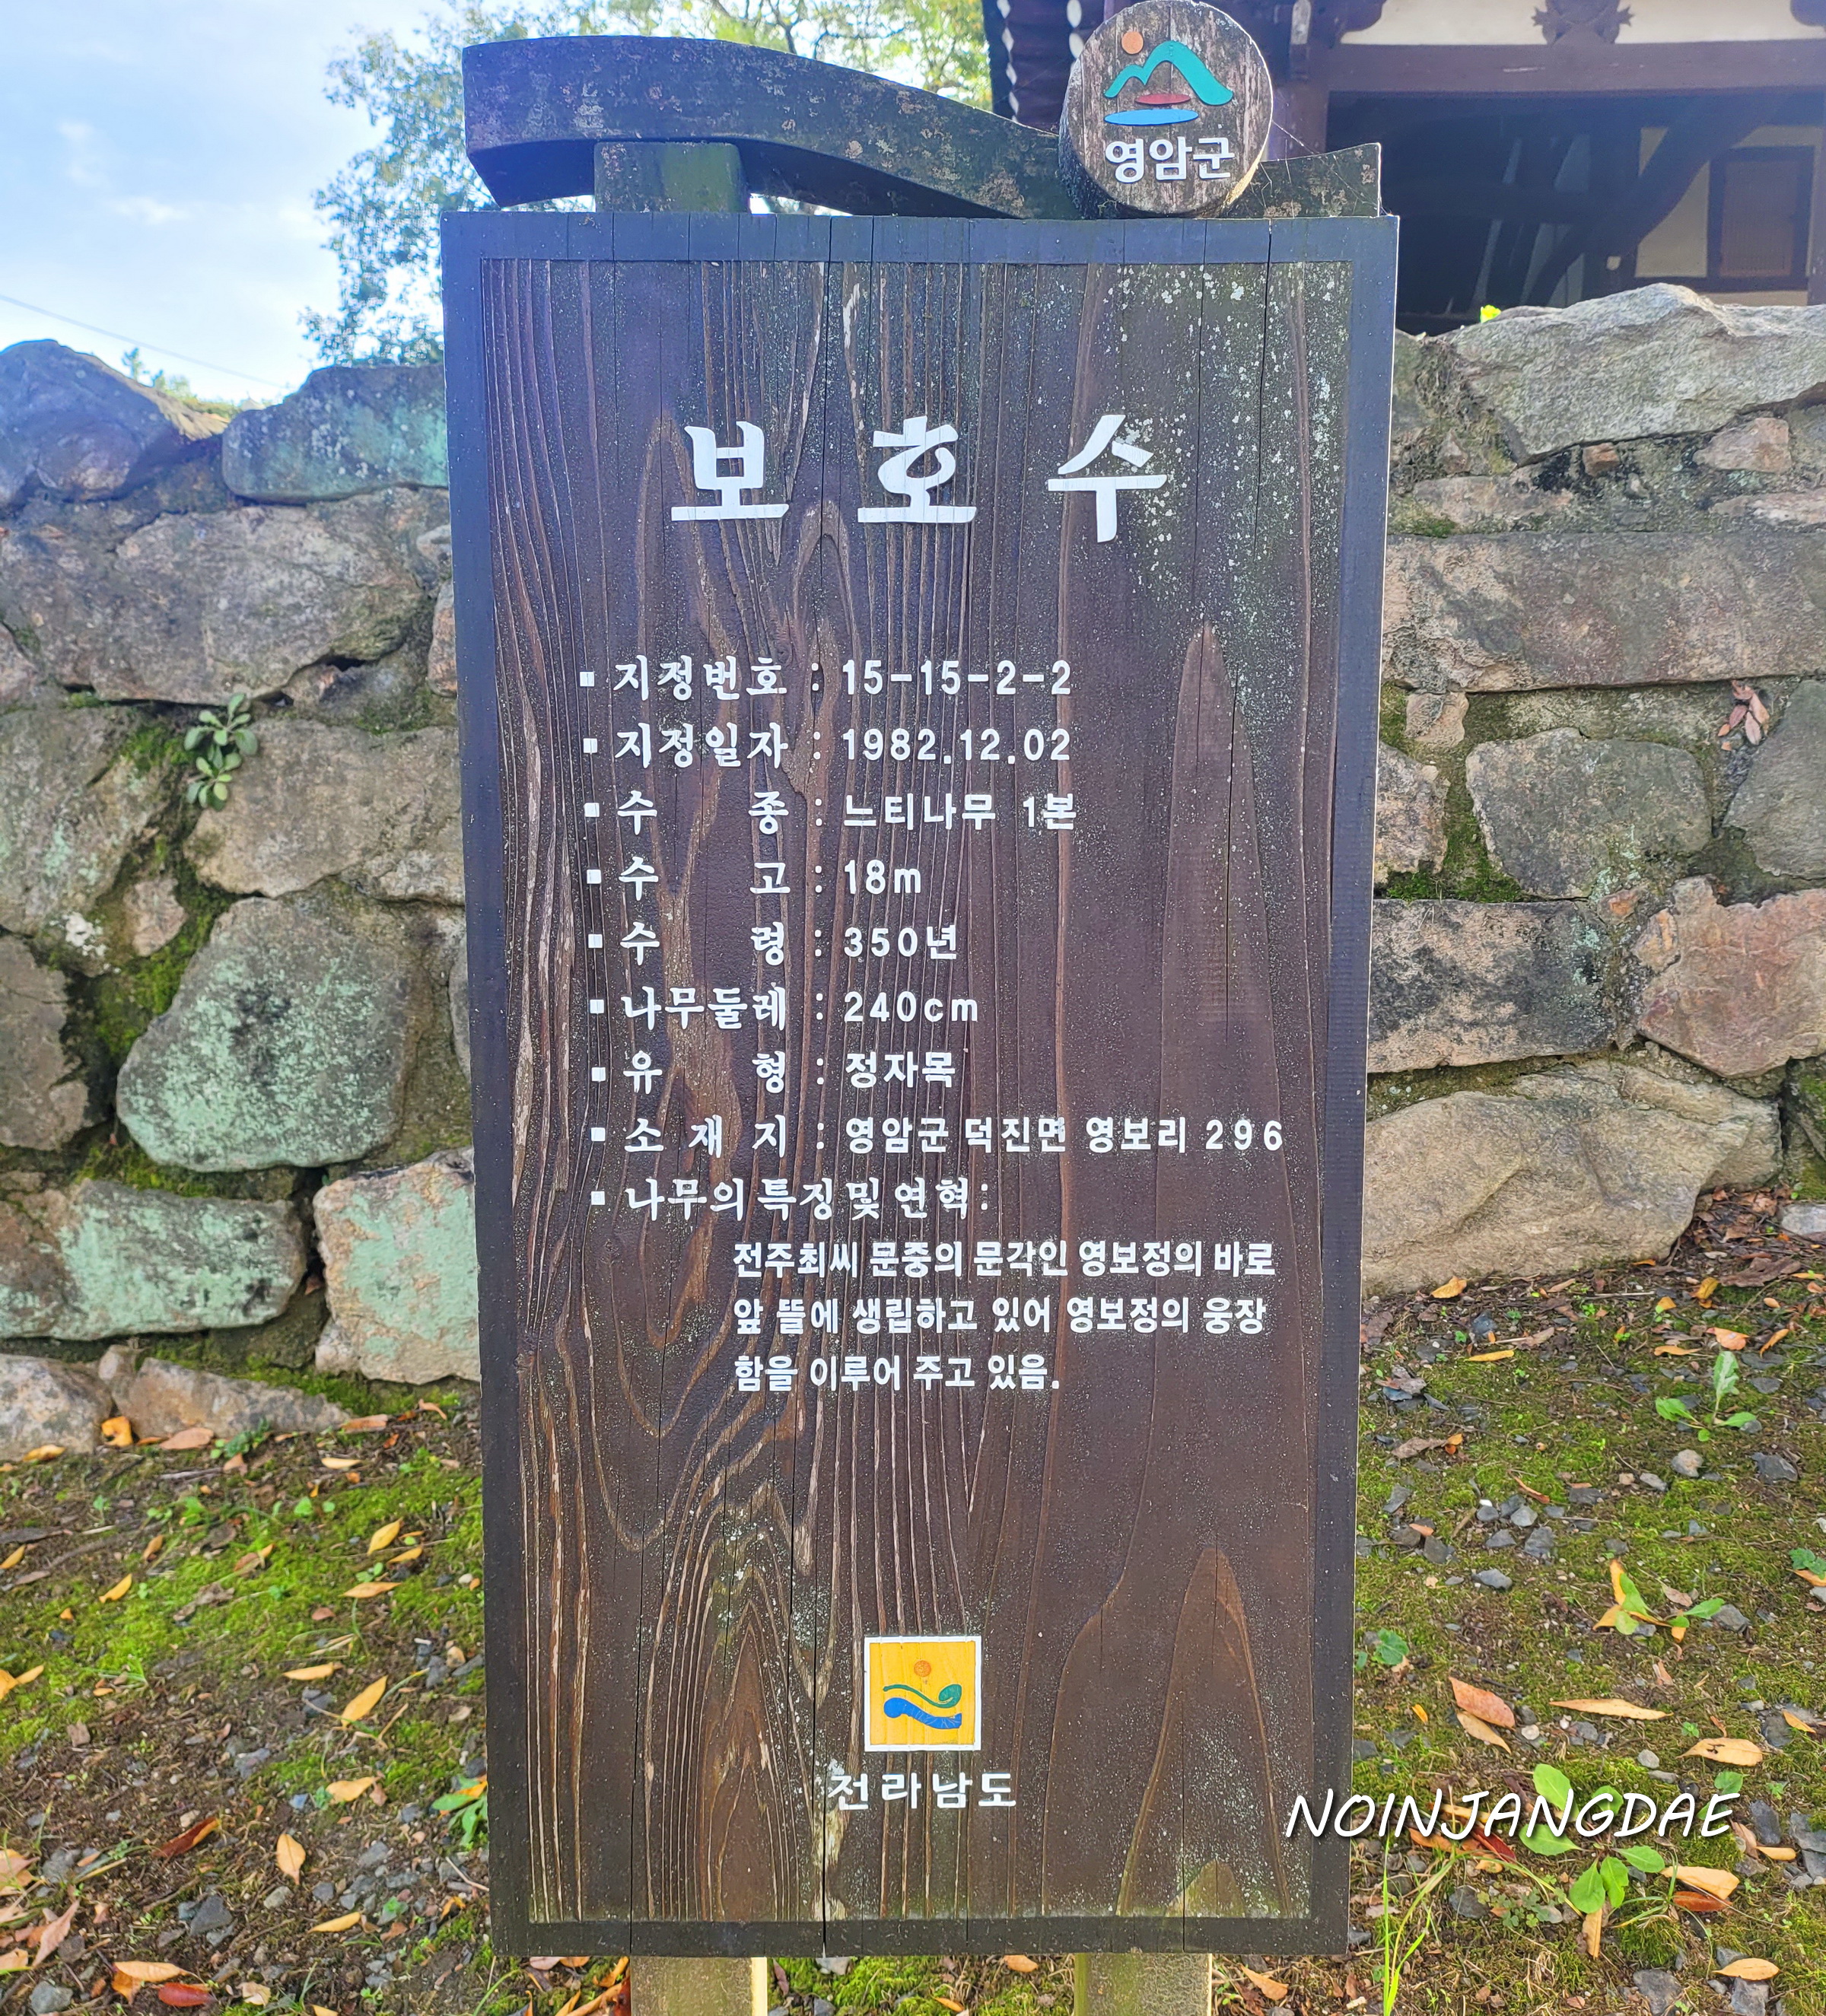 영암군
보호수
▪ 지정번호 : 15-15-2-2
▪ 지정일자 : 1982.12.02
▪ 수 종 : 느티나무 1본
▪ 수 고 : 18m
▪ 수 령 : 350년
▪ 나무둘레 : 240cm
▪ 유 형 : 정자목
▪ 소 재 지 : 영암군 덕진면 영보리 296
▪ 나무의 특징 및 연혁:
전주최씨 문중의 문각인 영보정의 바로
앞 뜰에 생립하고 있어 영보정의 웅장
함을 이루어 주고 있음.
전라남도
NOINJANGDAE